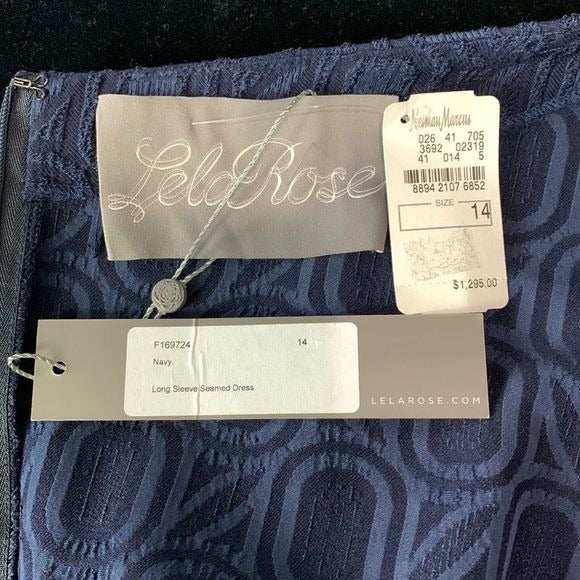 Lela Rose
Neiman Marcus
026 41 705
3692 02319
41 014 5
8894 2107 6852
SIZE
14
$1,295.00
F169724 14
Navy
Long Sleeve Seamed Dress
LELAROSE.COM